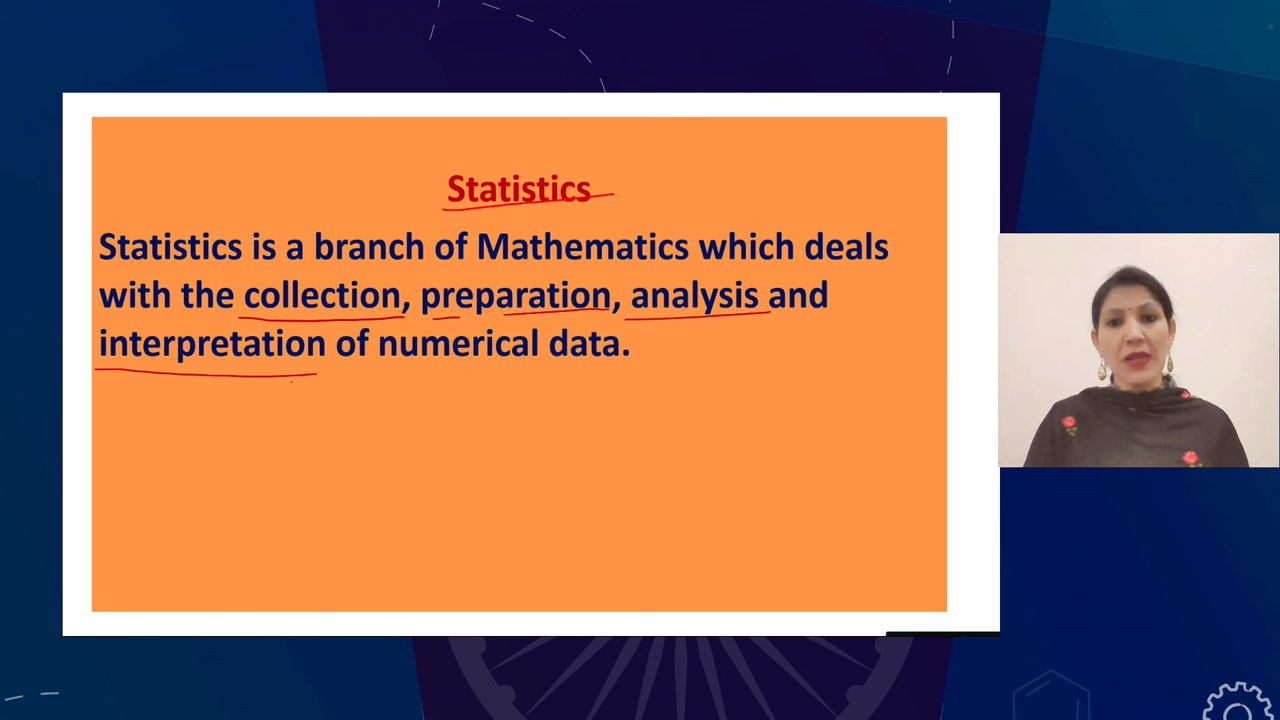 Statistics
Statistics is a branch of Mathematics which deals
with the collection, preparation, analysis and
interpretation of numerical data.